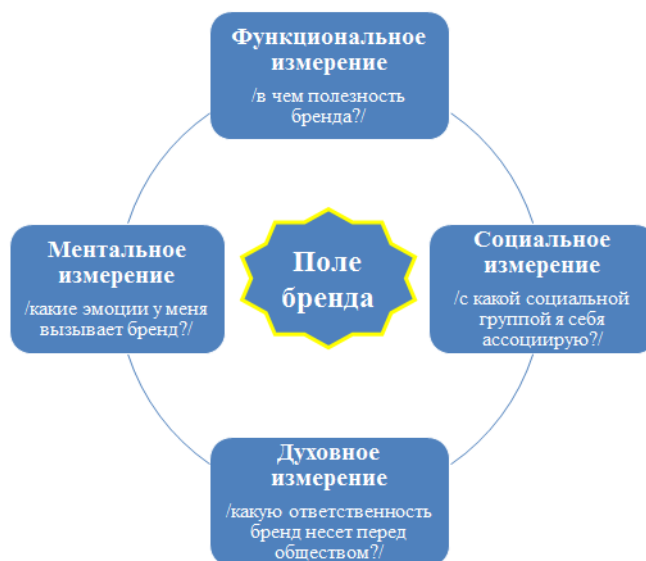 Функциональное
измерение
/в чем полезность
бренда?/
Ментальное
измерение
/какие эмоции у меня
вызывает бренд?/
Поле
бренда
Социальное
измерение
/с какой социальной
группой я себя
ассоциирую?/
Духовное
измерение
/какую ответственность
бренд несет перед
обществом?/